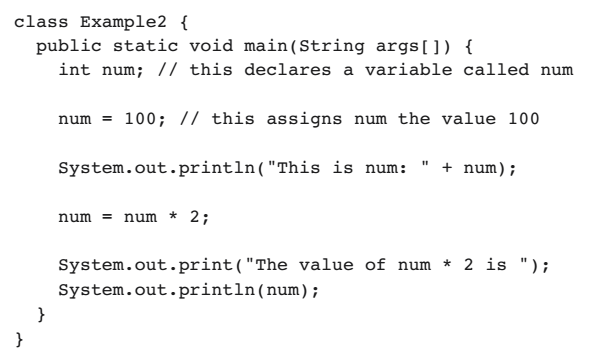 class Example2 {
  public static void main(String args[]) {
    int num; // this declares a variable called num
    num = 100; // this assigns num the value 100
    System.out.println("This is num: " + num);
    num = num * 2;
    System.out.print("The value of num * 2 is ");
    System.out.println(num);
  }
}